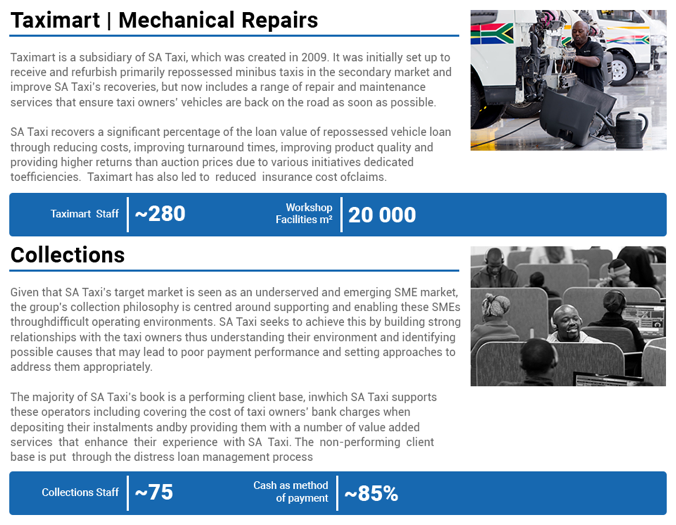 Taximart | Mechanical Repairs
Taximart is a subsidiary of SA Taxi, which was created in 2009. It was initially set up to
receive and refurbish primarily repossessed minibus taxis in the secondary market and
improve SA Taxi's recoveries, but now includes a range of repair and maintenance
services that ensure taxi owners' vehicles are back on the road as soon as possible.
SA Taxi recovers a significant percentage of the loan value of repossessed vehicle loan
through reducing costs, improving turnaround times, improving product quality and
providing higher returns than auction prices due to various initiatives dedicated
toefficiencies. Taximart has also led to reduced insurance cost ofclaims.
Taximart Staff ~280
Workshop
Facilities m² 20 000
Collections
Given that SA Taxi's target market is seen as an underserved and emerging SME market,
the group's collection philosophy is centred around supporting and enabling these SMEs
throughdifficult operating environments. SA Taxi seeks to achieve this by building strong
relationships with the taxi owners thus understanding their environment and identifying
possible causes that may lead to poor payment performance and setting approaches to
address them appropriately.
The majority of SA Taxi's book is a performing client base, inwhich SA Taxi supports
these operators including covering the cost of taxi owners' bank charges when
depositing their instalments andby providing them with a number of value added
services that enhance their experience with SA Taxi. The non-performing client
base is put through the distress loan management process
Collections Staff ~75
Cash as method
of payment ~85%